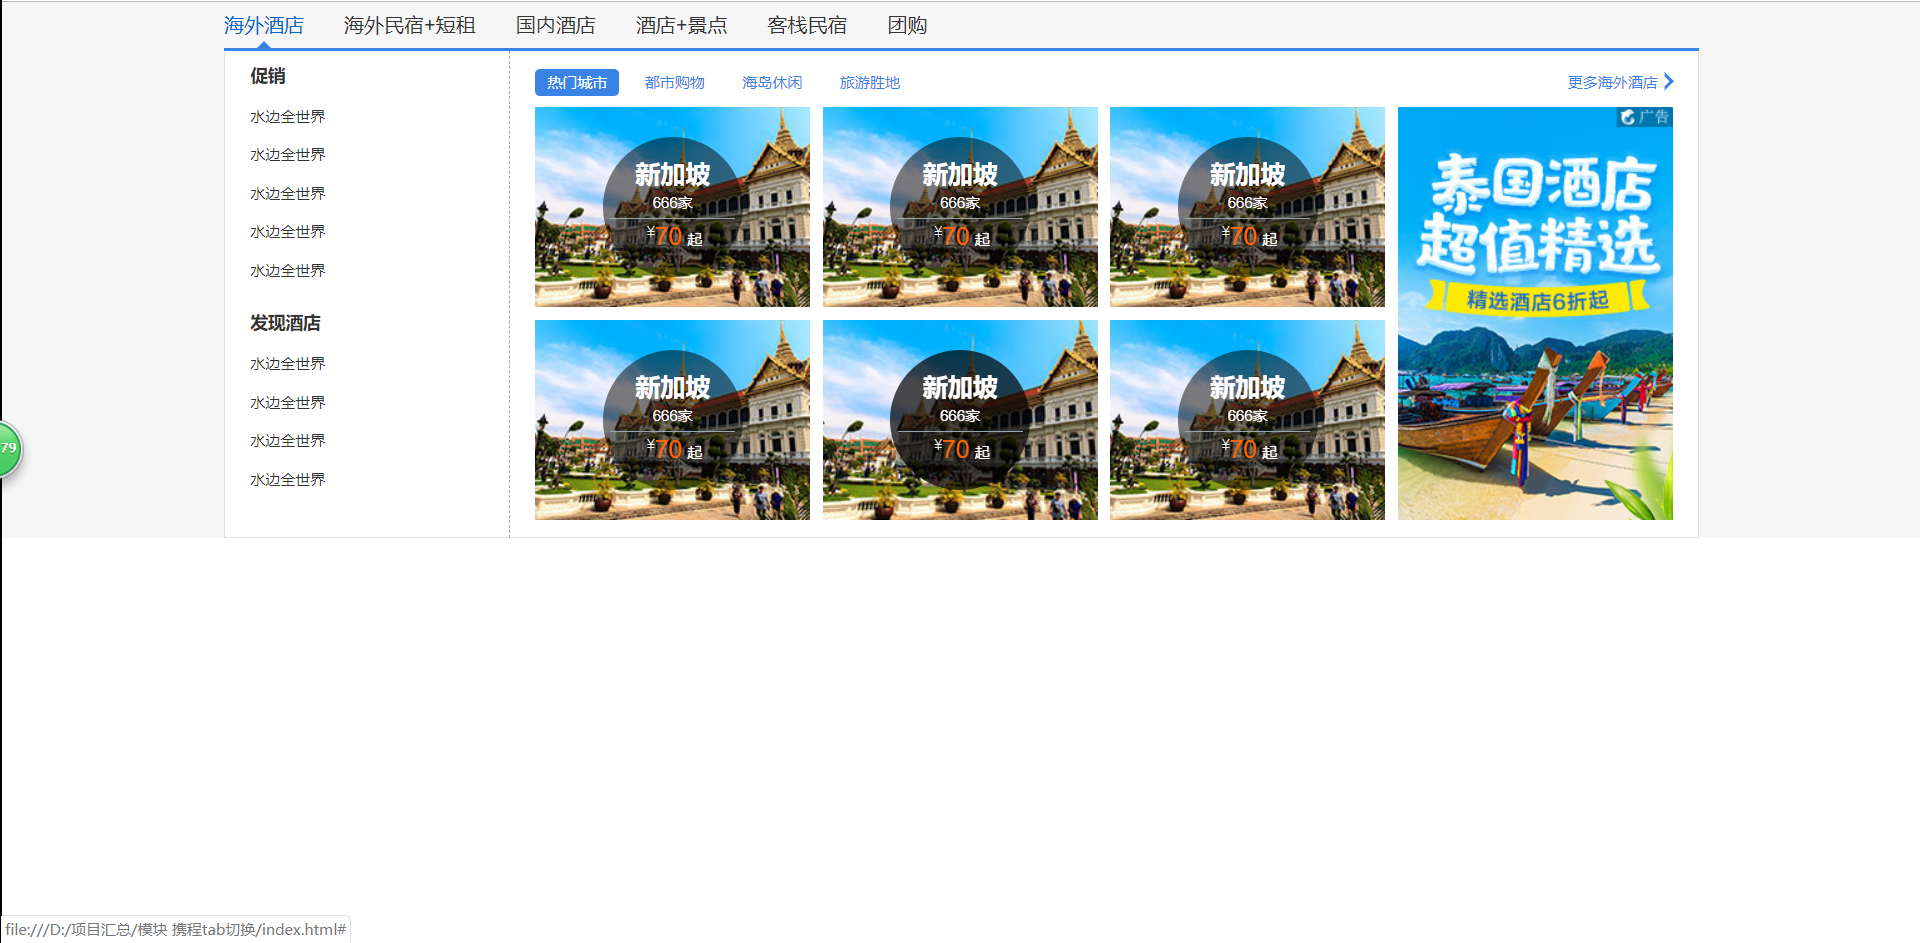 海外酒店 海外民宿+短租 国内酒店 酒店+景点 客栈民宿 团购
促销
水边全世界
水边全世界
水边全世界
水边全世界
水边全世界
发现酒店
水边全世界
水边全世界
水边全世界
水边全世界
热门城市 都市购物 海岛休闲 旅游胜地 更多海外酒店
新加坡
666家
¥70 起
新加坡
666家
¥70 起
新加坡
666家
¥70 起
新加坡
666家
¥70 起
新加坡
666家
¥70 起
新加坡
666家
¥70 起
广告
泰国酒店
超值精选
精选酒店6折起
79
file:///D:/项目汇总/模块 携程tab切换/index.html#